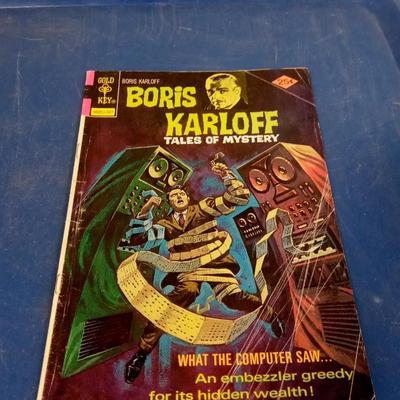 GOLD
KEY®
BORIS KARLOFF
25¢
BORIS
KARLOFF
TALES OF MYSTERY
WHAT THE COMPUTER SAW...
An embezzler greedy
for its hidden wealth!